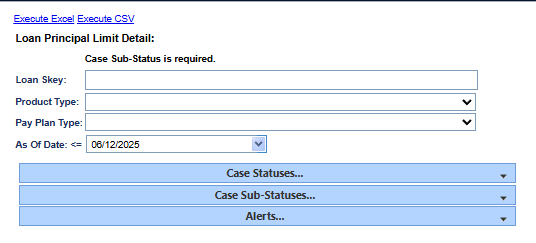 Execute Excel Execute CSV
Loan Principal Limit Detail:
Case Sub-Status is required.
Loan Skey:
Product Type:
Pay Plan Type:
As Of Date: <= 06/12/2025
Case Statuses...
Case Sub-Statuses...
Alerts...